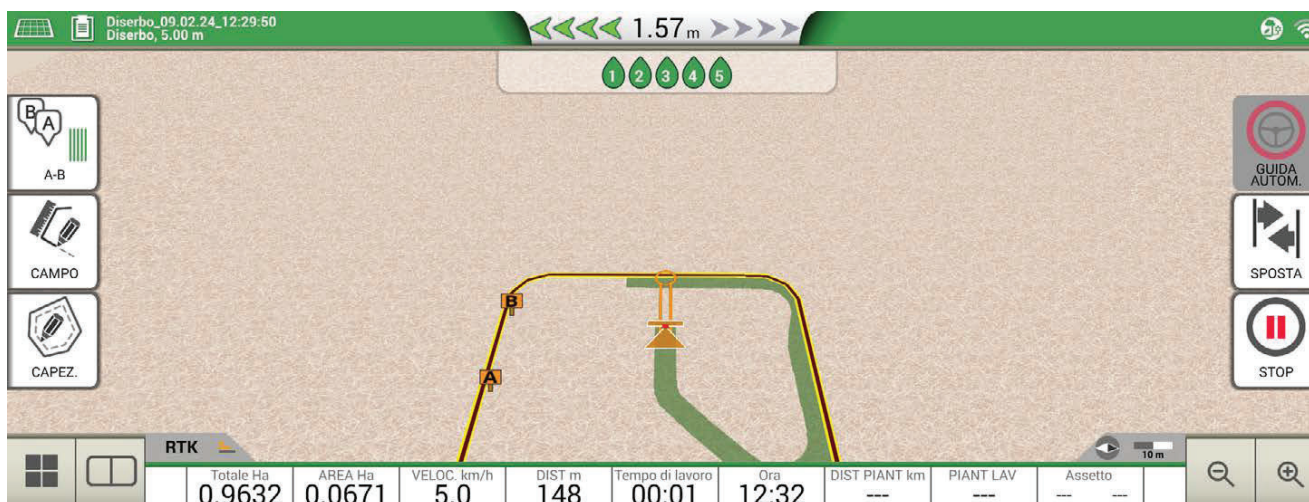 Diserbo_09.02.24_12:29:50
Diserbo, 5.00 m
1.57 m
1 2 3 4 5
B A
A-B
CAMPO
CAPEZ.
GUIDA AUTOM.
SPOSTA
STOP
B
A
RTK
10 m
Totale Ha
0.9632
AREA Ha
0.0671
VELOC. km/h
5.0
DIST m
148
Tempo di lavoro
00:01
Ora
12:32
DIST PIANT km
---
PIANT LAV
---
Assetto
--- ---